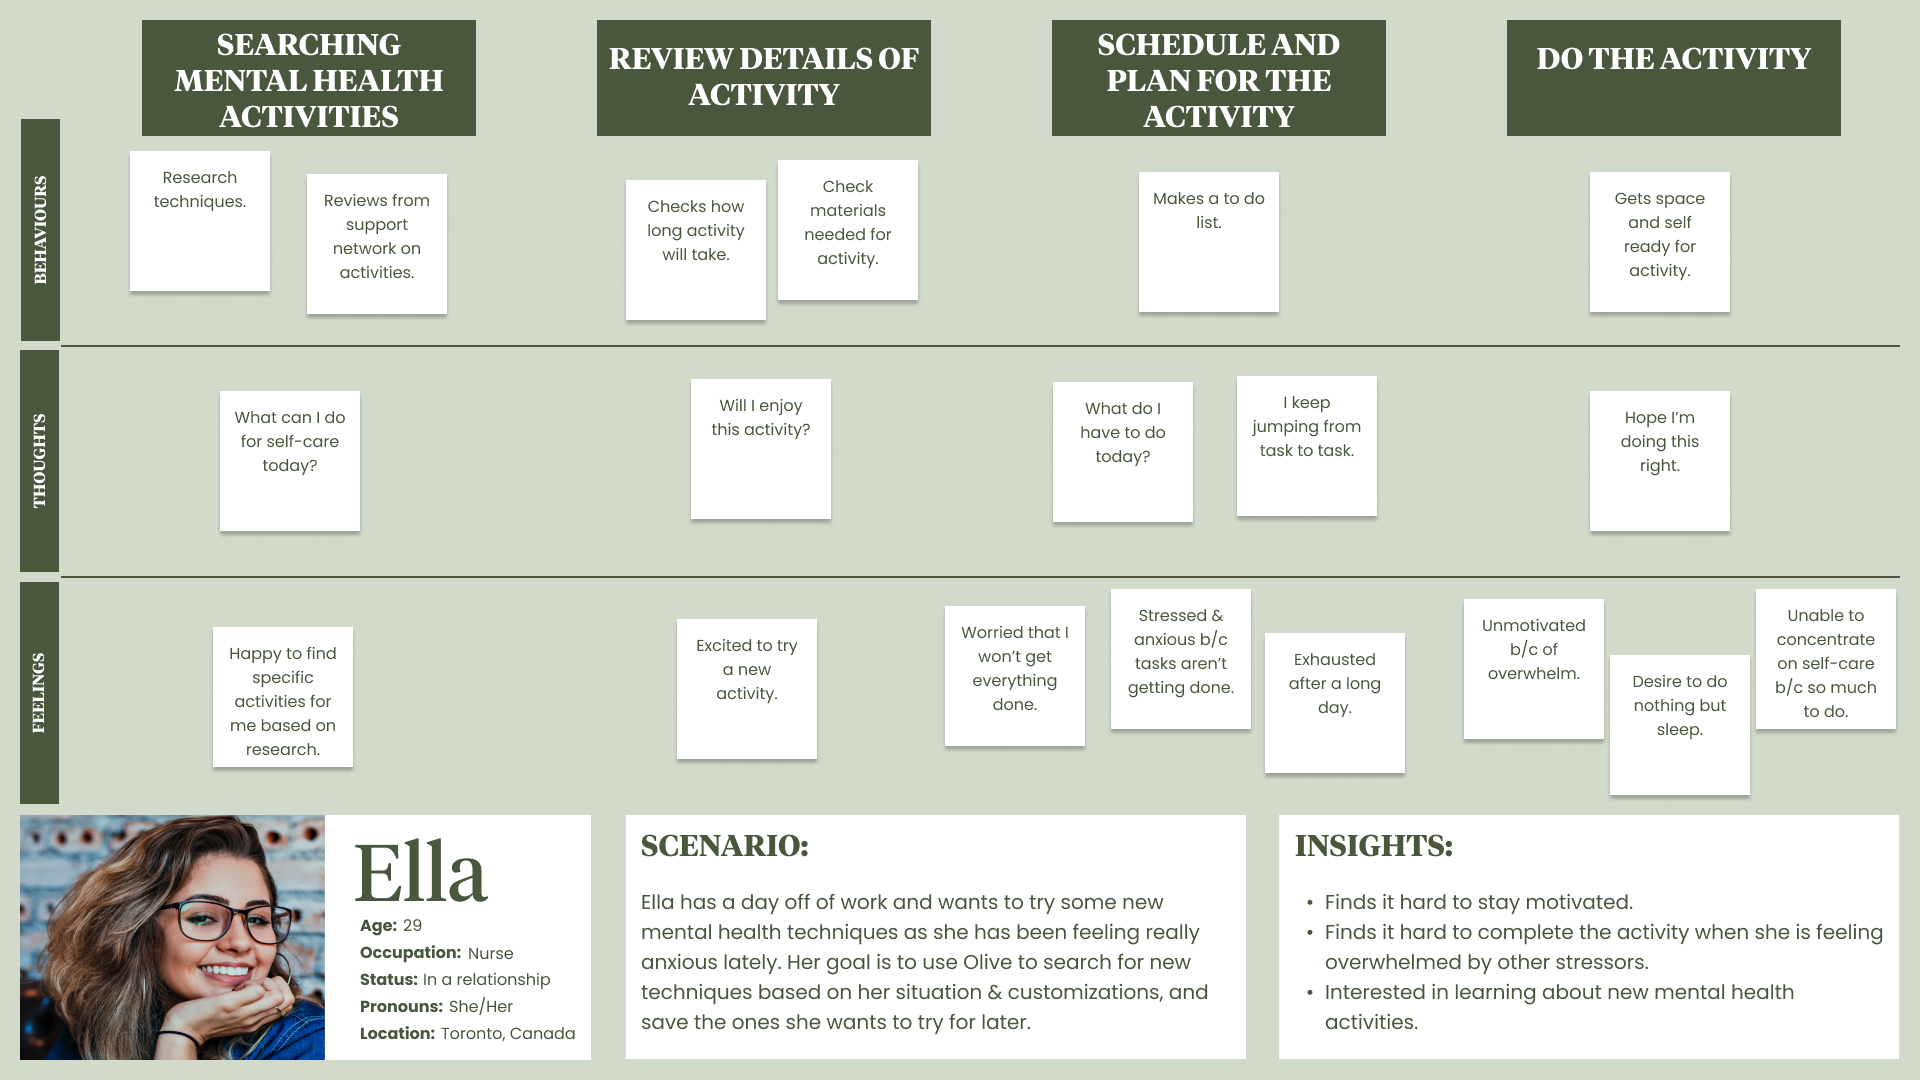 SEARCHING
MENTAL HEALTH
ACTIVITIES
REVIEW DETAILS OF
ACTIVITY
SCHEDULE AND
PLAN FOR THE
ACTIVITY
DO THE ACTIVITY
BEHAVIOURS
Research
techniques.
Reviews from
support
network on
activities.
Checks how
long activity
will take.
Check
materials
needed for
activity.
Makes a to do
list.
Gets space
and self
ready for
activity.
THOUGHTS
What can I do
for self-care
today?
Will I enjoy
this activity?
What do I
have to do
today?
I keep
jumping from
task to task.
Hope I’m
doing this
right.
FEELINGS
Happy to find
specific
activities for
me based on
research.
Excited to try
a new
activity.
Worried that I
won’t get
everything
done.
Stressed &
anxious b/c
tasks aren’t
getting done.
Exhausted
after a long
day.
Unmotivated
b/c of
overwhelm.
Desire to do
nothing but
sleep.
Unable to
concentrate
on self-care
b/c so much
to do.
Ella
Age: 29
Occupation: Nurse
Status: In a relationship
Pronouns: She/Her
Location: Toronto, Canada
SCENARIO:
Ella has a day off of work and wants to try some new
mental health techniques as she has been feeling really
anxious lately. Her goal is to use Olive to search for new
techniques based on her situation & customizations, and
save the ones she wants to try for later.
INSIGHTS:
• Finds it hard to stay motivated.
• Finds it hard to complete the activity when she is feeling
overwhelmed by other stressors.
• Interested in learning about new mental health
activities.